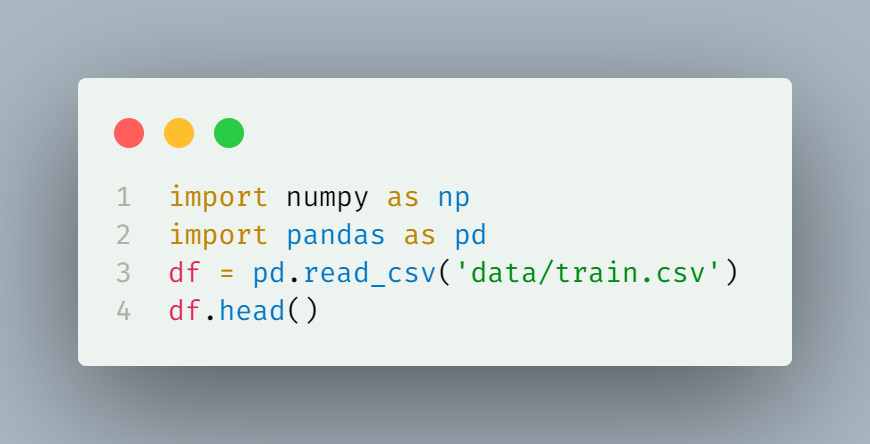 1 import numpy as np
2 import pandas as pd
3 df = pd.read_csv('data/train.csv')
4 df.head()